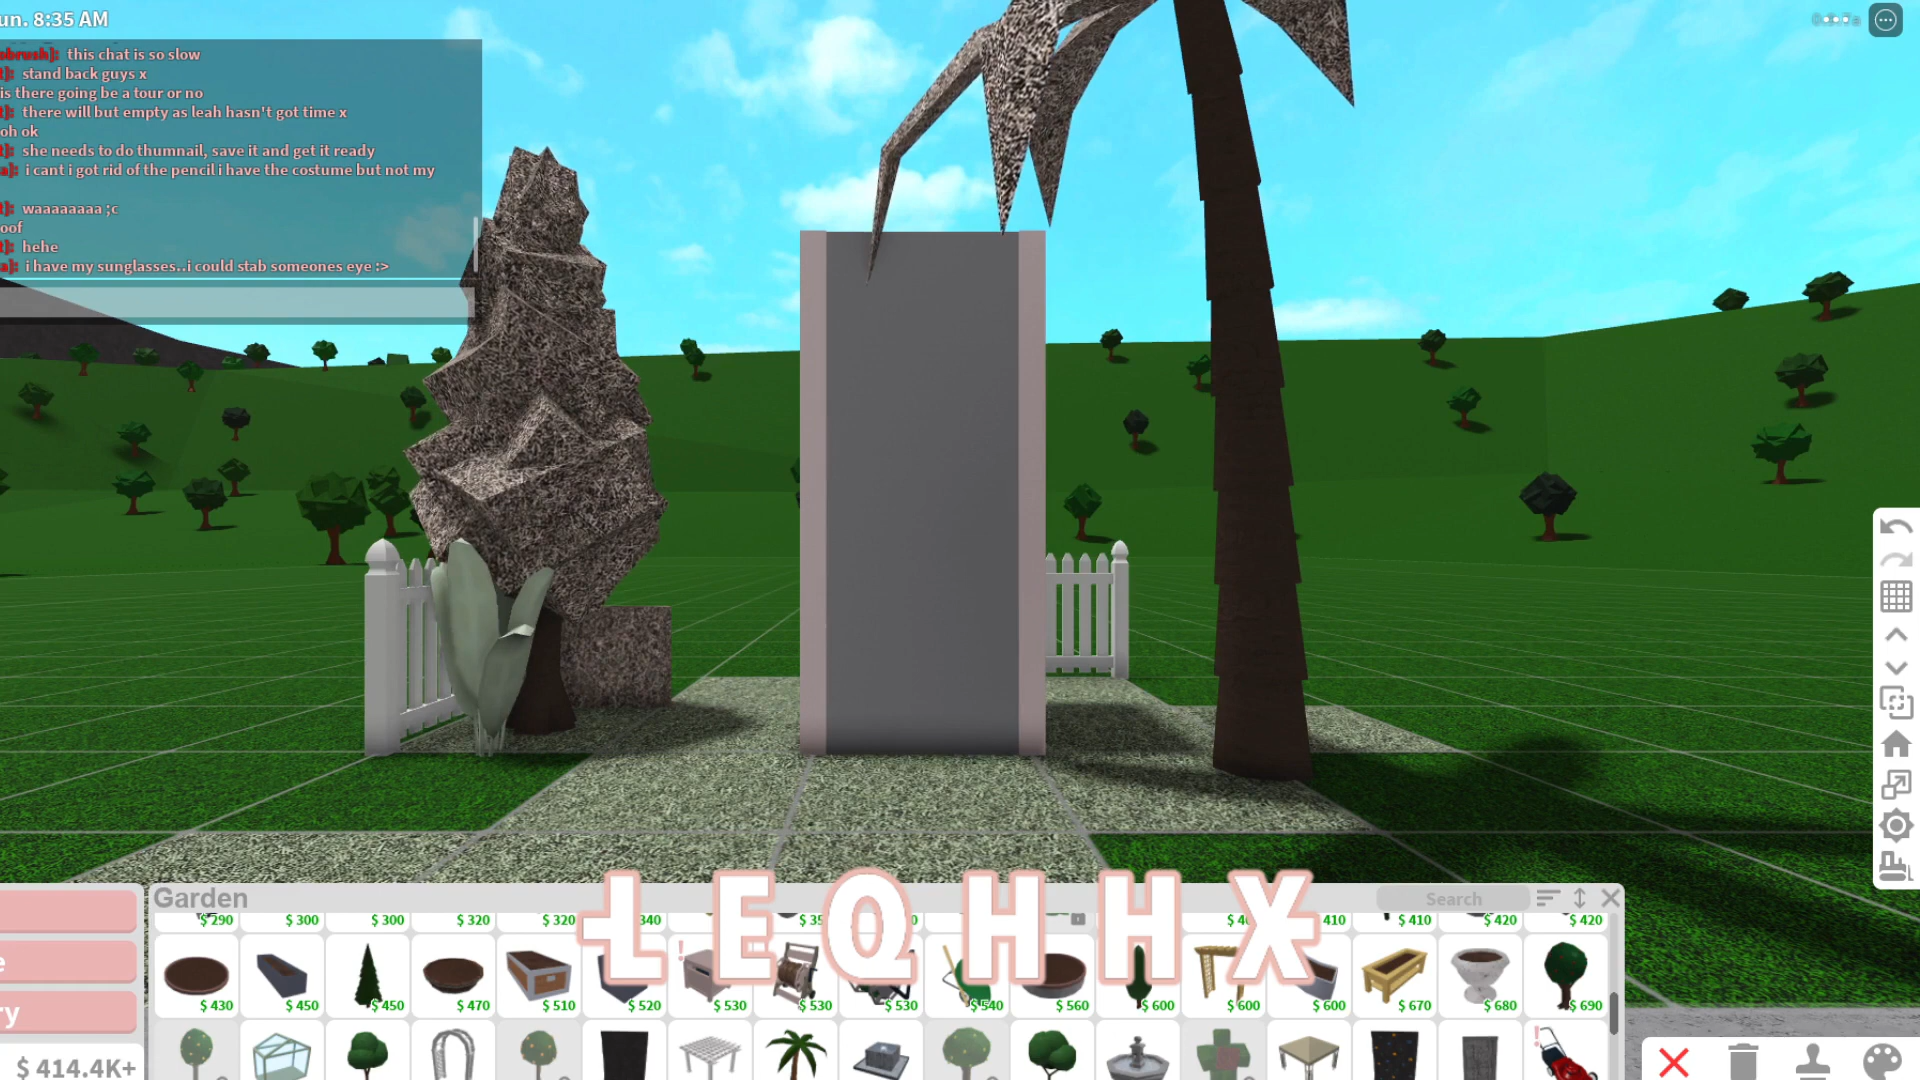 un. 8:35 AM
abrush]: this chat is so slow
t]: stand back guys x
is there going be a tour or no
t]: there will but empty as leah hasn't got time x
oh ok
t]: she needs to do thumnail, save it and get it ready
a]: i cant i got rid of the pencil i have the costume but not my
t]: waaaaaaaa ;c
oof
t]: hehe
a]: i have my sunglasses..i could stab someones eye :>
Garden
Search
$290 $300 $300 $320 $320 340 410 $410 $420 $420
LEQHHX
$430 $450 $450 $470 $510 $520 $530 $530 $530 $540 $560 $600 $600 $600 $670 $680 $690
e
ry
$414.4K+